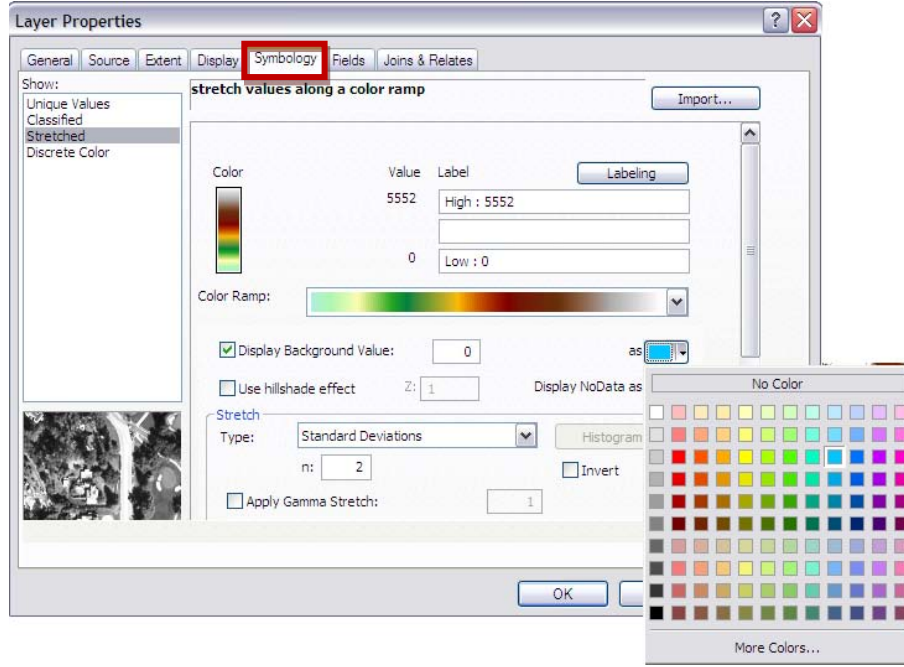 Layer Properties
General Source Extent Display Symbology Fields Joins & Relates
Show:
Unique Values
Classified
Stretched
Discrete Color
stretch values along a color ramp
Import...
Color Value Label Labeling
5552 High : 5552
0 Low : 0
Color Ramp:
Display Background Value: 0 as
Use hillshade effect Z: 1 Display NoData as
Stretch
Type: Standard Deviations Histogram
n: 2 Invert
Apply Gamma Stretch: 1
OK
No Color
More Colors...